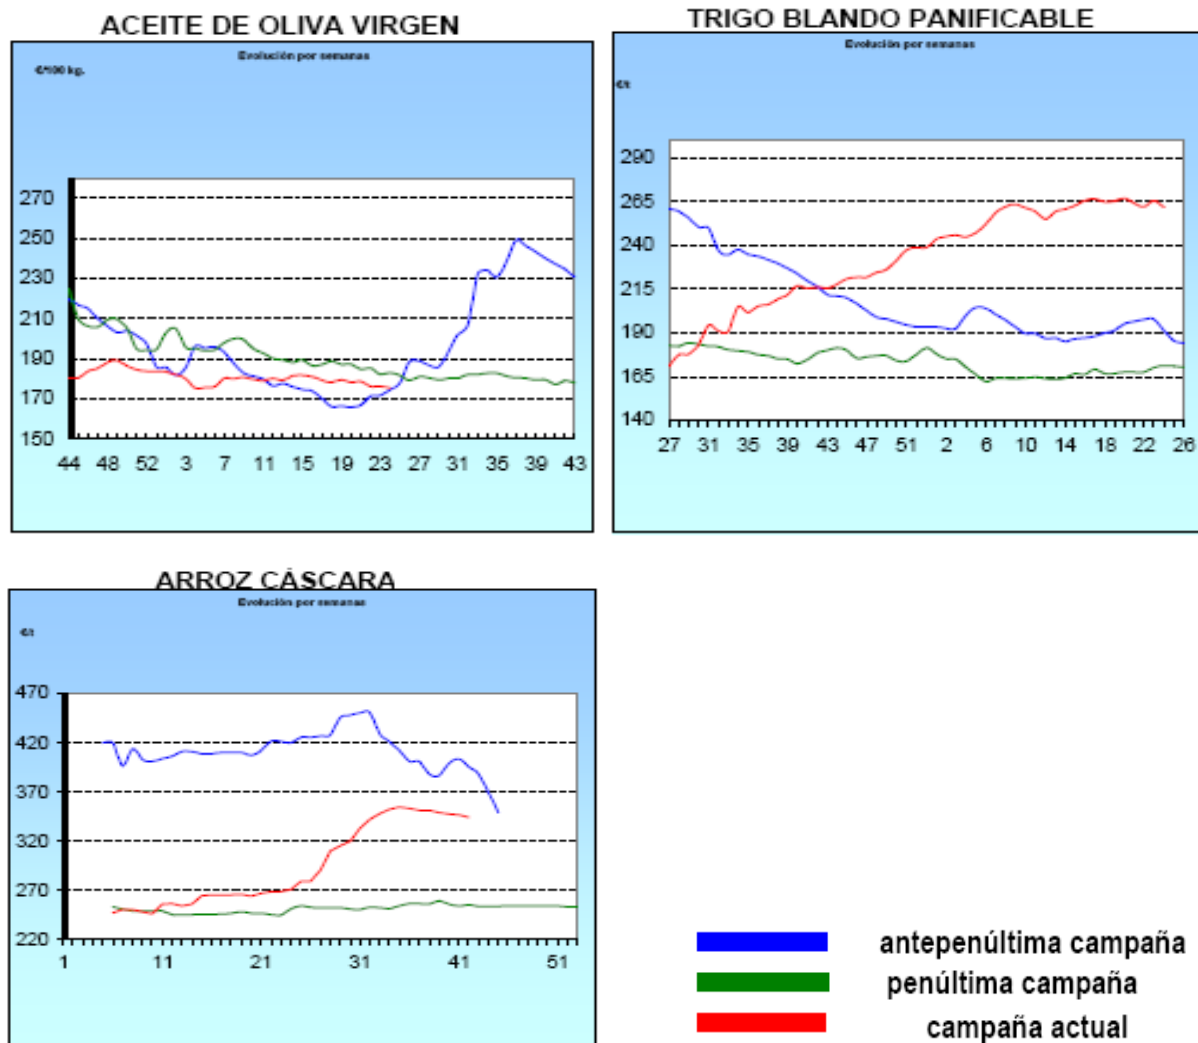 ACEITE DE OLIVA VIRGEN
Evolución por semanas
€/100 kg.
270
250
230
210
190
170
150
44 48 52 3 7 11 15 19 23 27 31 35 39 43
TRIGO BLANDO PANIFICABLE
Evolución por semanas
€/t
290
265
240
215
190
165
140
27 31 35 39 43 47 51 2 6 10 14 18 22 26
ARROZ CÁSCARA
Evolución por semanas
€/t
470
420
370
320
270
220
1 11 21 31 41 51
antepenúltima campaña
penúltima campaña
campaña actual